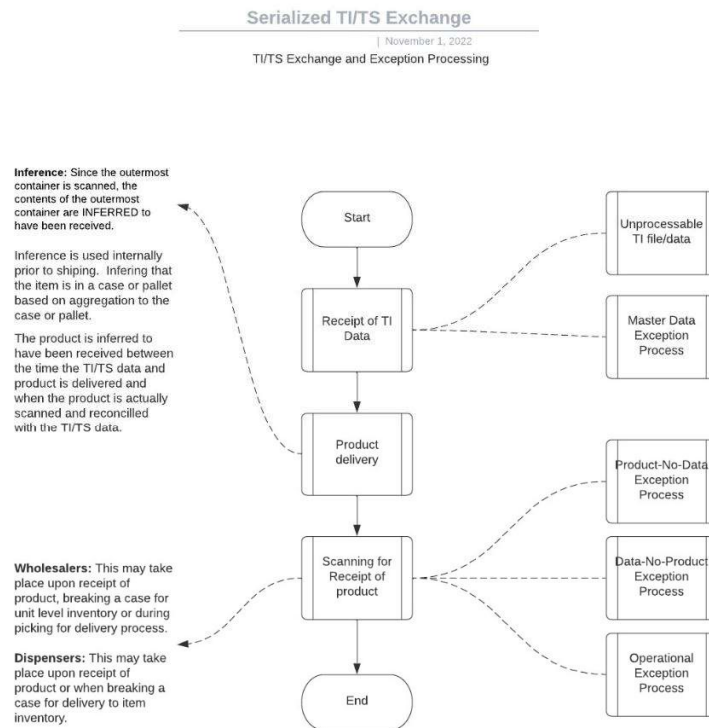 Serialized TI/TS Exchange
| November 1, 2022
TI/TS Exchange and Exception Processing
Inference: Since the outermost
container is scanned, the
contents of the outermost
container are INFERRED to
have been received.
Inference is used internally
prior to shiping. Infering that
the item is in a case or pallet
based on aggregation to the
case or pallet.
The product is inferred to
have been received between
the time the TI/TS data and
product is delivered and
when the product is actually
scanned and reconcilled
with the TI/TS data.
Wholesalers: This may take
place upon receipt of
product, breaking a case for
unit level inventory or during
picking for delivery process.
Dispensers: This may take
place upon receipt of
product or when breaking a
case for delivery to item
inventory.
Start
Receipt of TI
Data
Product
delivery
Scanning for
Receipt of
product
End
Unprocessable
TI file/data
Master Data
Exception
Process
Product-No-Data
Exception
Process
Data-No-Product
Exception
Process
Operational
Exception
Process